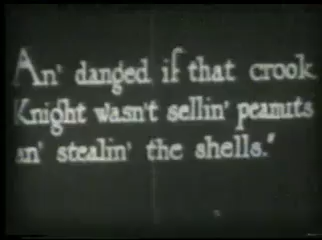 An' danged if that crook
Knight wasn't sellin' peanuts
an' stealin' the shells."